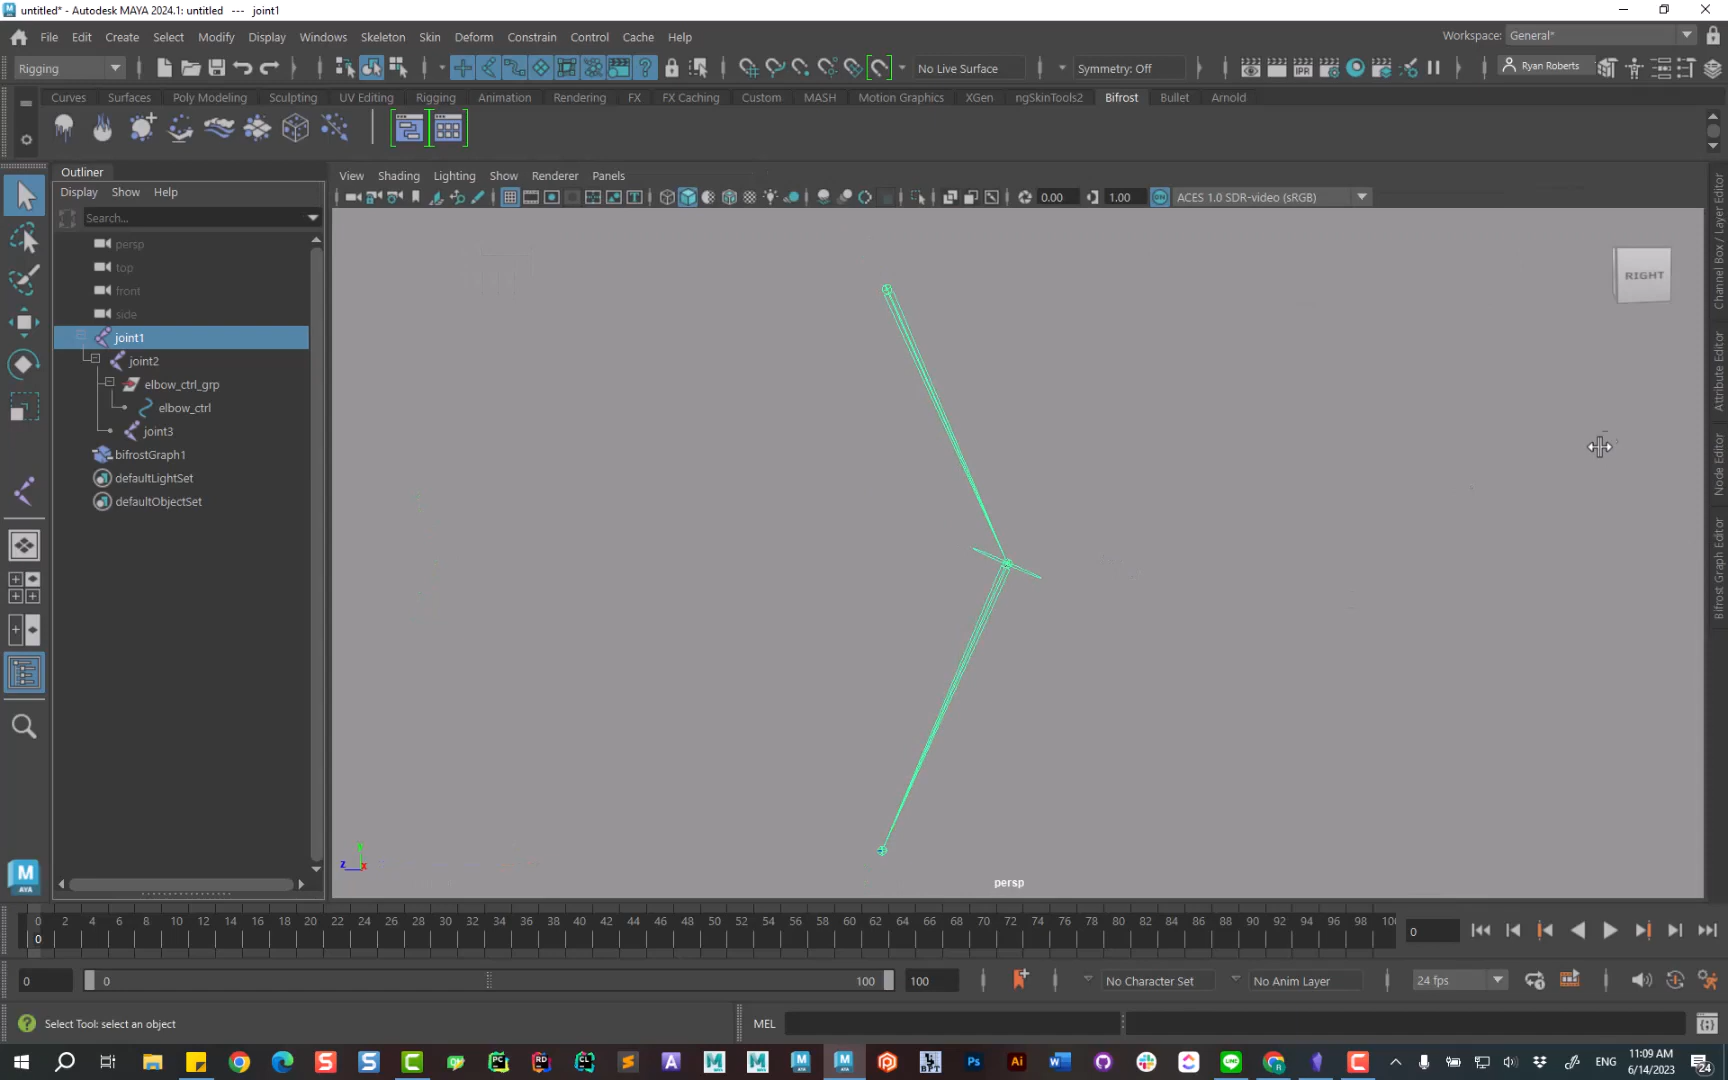 untitled* - Autodesk MAYA 2024.1: untitled --- joint1
File Edit Create Select Modify Display Windows Skeleton Skin Deform Constrain Control Cache Help
Workspace: General*
Rigging
No Live Surface
Symmetry: Off
IPR
Ryan Roberts
Curves Surfaces Poly Modeling Sculpting UV Editing Rigging Animation Rendering FX FX Caching Custom MASH Motion Graphics XGen ngSkinTools2 Bifrost Bullet Arnold
Outliner
Display Show Help
Search...
persp
top
front
side
joint1
joint2
elbow_ctrl_grp
elbow_ctrl
joint3
bifrostGraph1
defaultLightSet
defaultObjectSet
View Shading Lighting Show Renderer Panels
0.00 1.00 ACES 1.0 SDR-video (sRGB)
RIGHT
Channel Box / Layer Editor
Attribute Editor
Node Editor
Bifrost Graph Editor
y
z x
persp
0 2 4 6 8 10 12 14 16 18 20 22 24 26 28 30 32 34 36 38 40 42 44 46 48 50 52 54 56 58 60 62 64 66 68 70 72 74 76 78 80 82 84 86 88 90 92 94 96 98 100
0
0
0 0 100 100 No Character Set No Anim Layer 24 fps
Select Tool: select an object
MEL
M
AYA
ENG
11:09 AM
6/14/2023
24